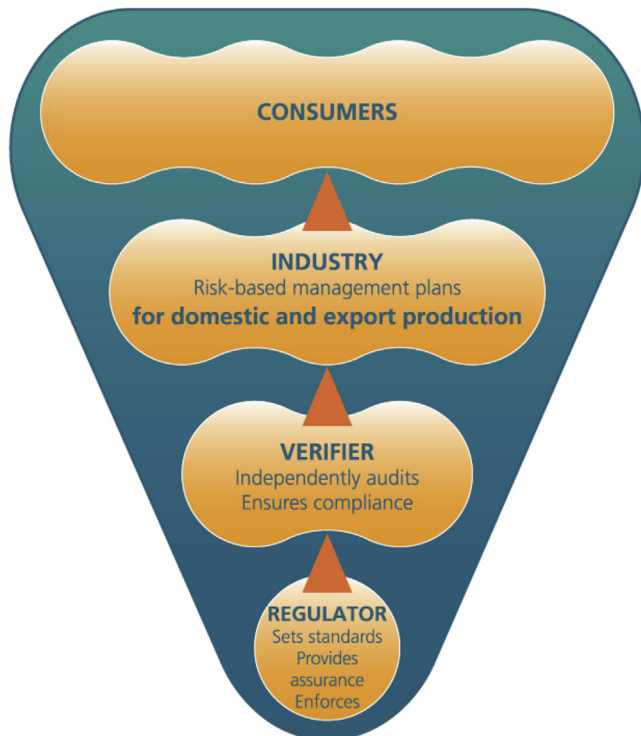 CONSUMERS
INDUSTRY
Risk-based management plans
for domestic and export production
VERIFIER
Independently audits
Ensures compliance
REGULATOR
Sets standards
Provides
assurance
Enforces